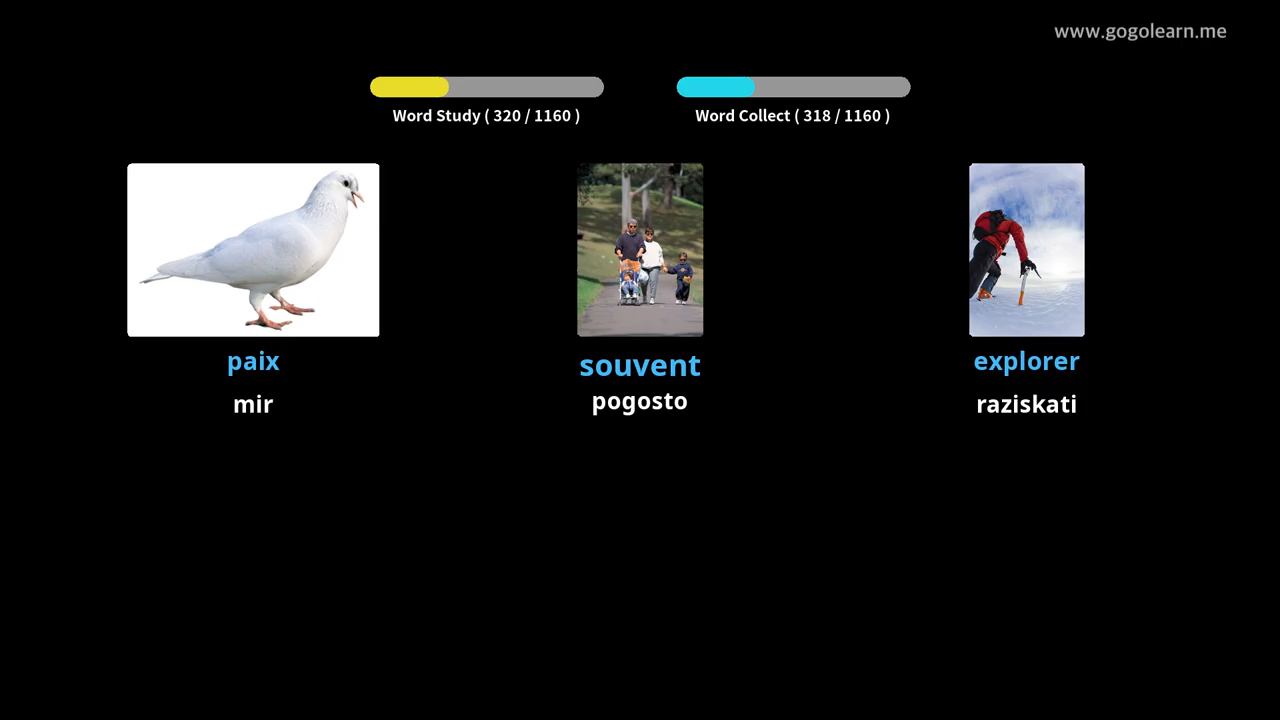 www.gogolearn.me
Word Study ( 320 / 1160 )
Word Collect ( 318 / 1160 )
paix
mir
souvent
pogosto
explorer
raziskati